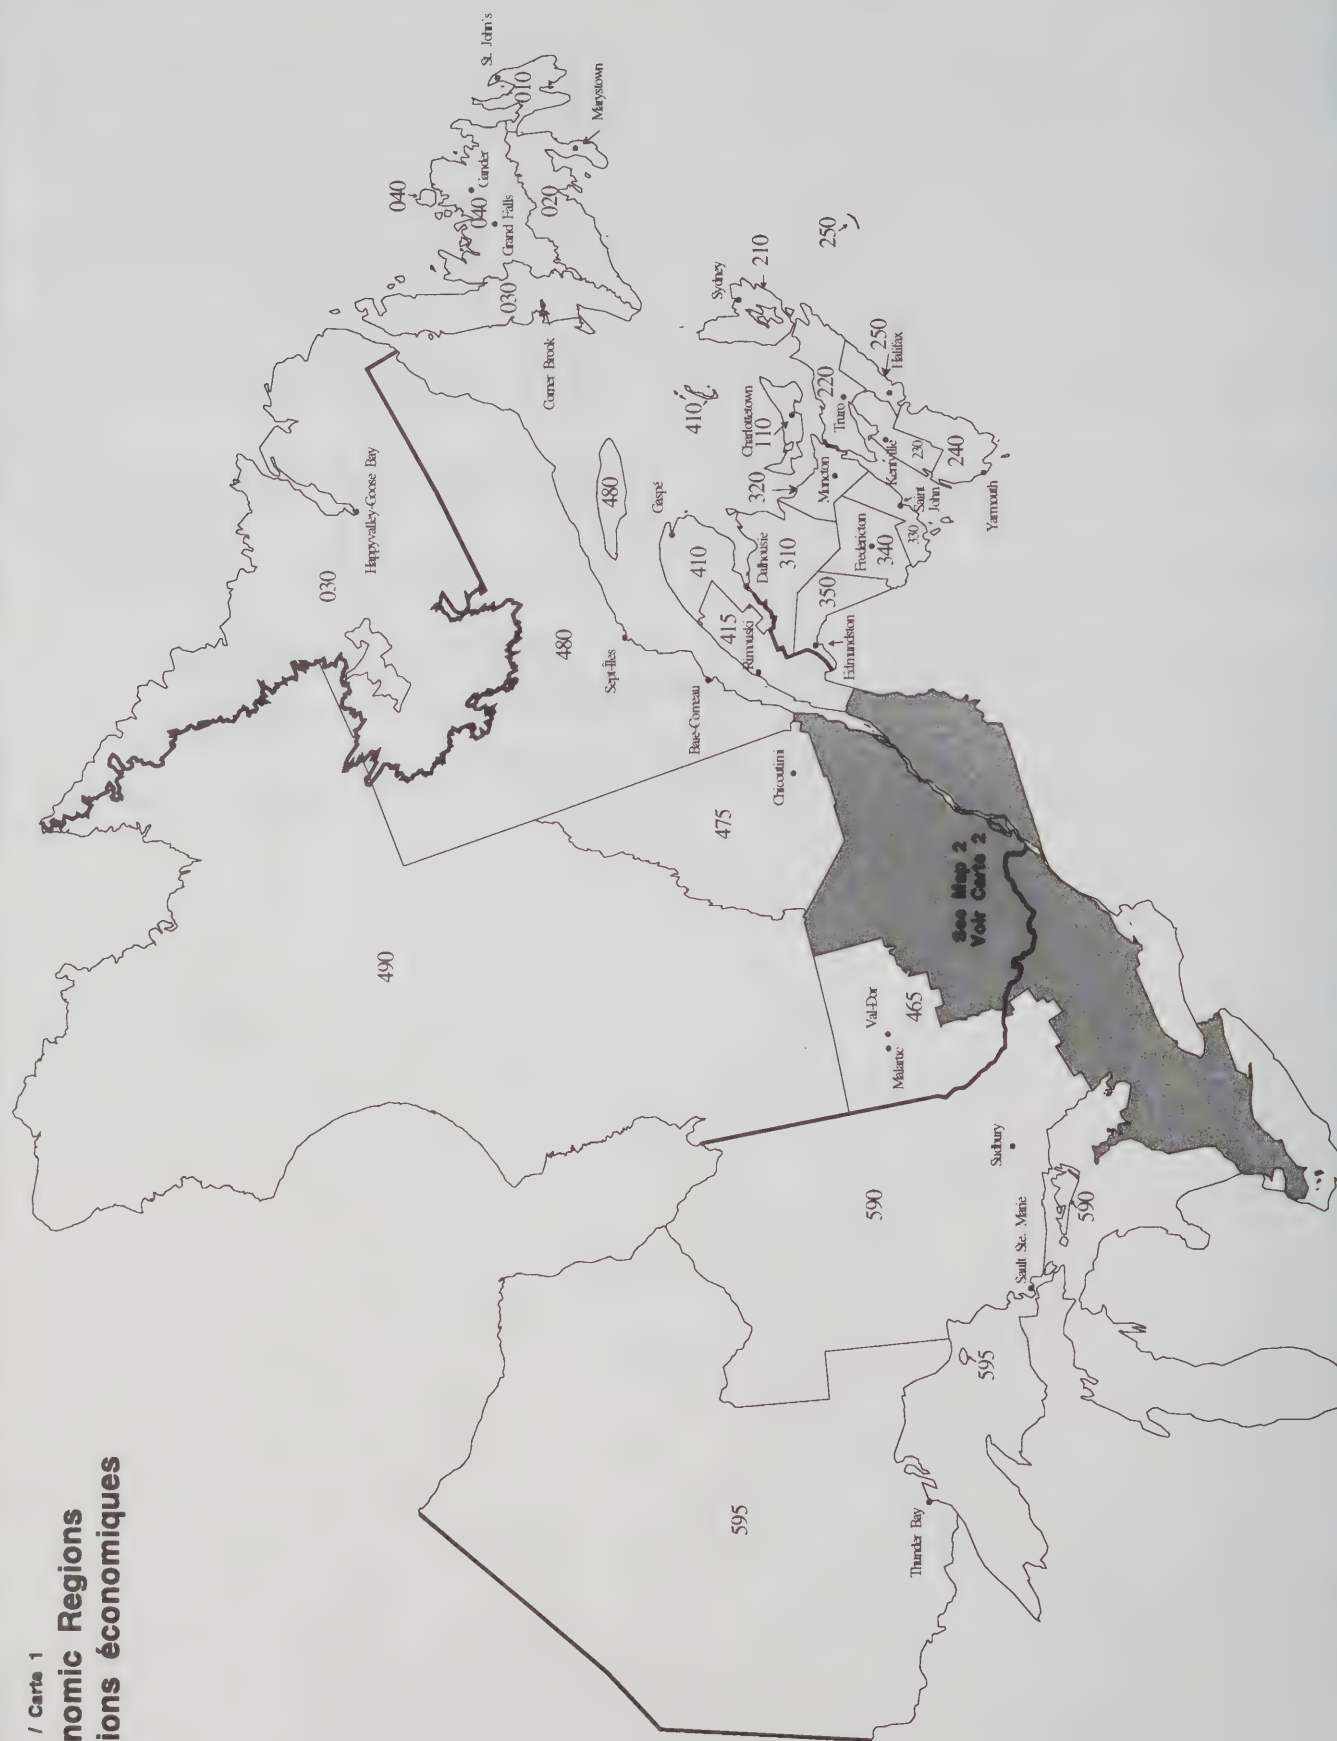 / Carte 1
nomic Regions
ions économiques
St. John's
010
Marystown
040
Gander
040
Grand Falls
020
030
Corner Brook
Happyvalley-Goose Bay
030
480
480
Sept-Îles
Baie-Comeau
490
475
Chicoutimi
410
Gaspé
410
415
Rimouski
Dalhousie
310
320
Charlottetown
110
Moncton
Sydney
210
250
220
Truro
250
Halifax
Kentville
230
240
Yarmouth
Saint
John
330
Fredericton
340
350
Edmundston
See Map 2
Voir Carte 2
Val-D'or
Malartic
465
590
Sudbury
Sault Ste. Marie
590
595
595
Thunder Bay